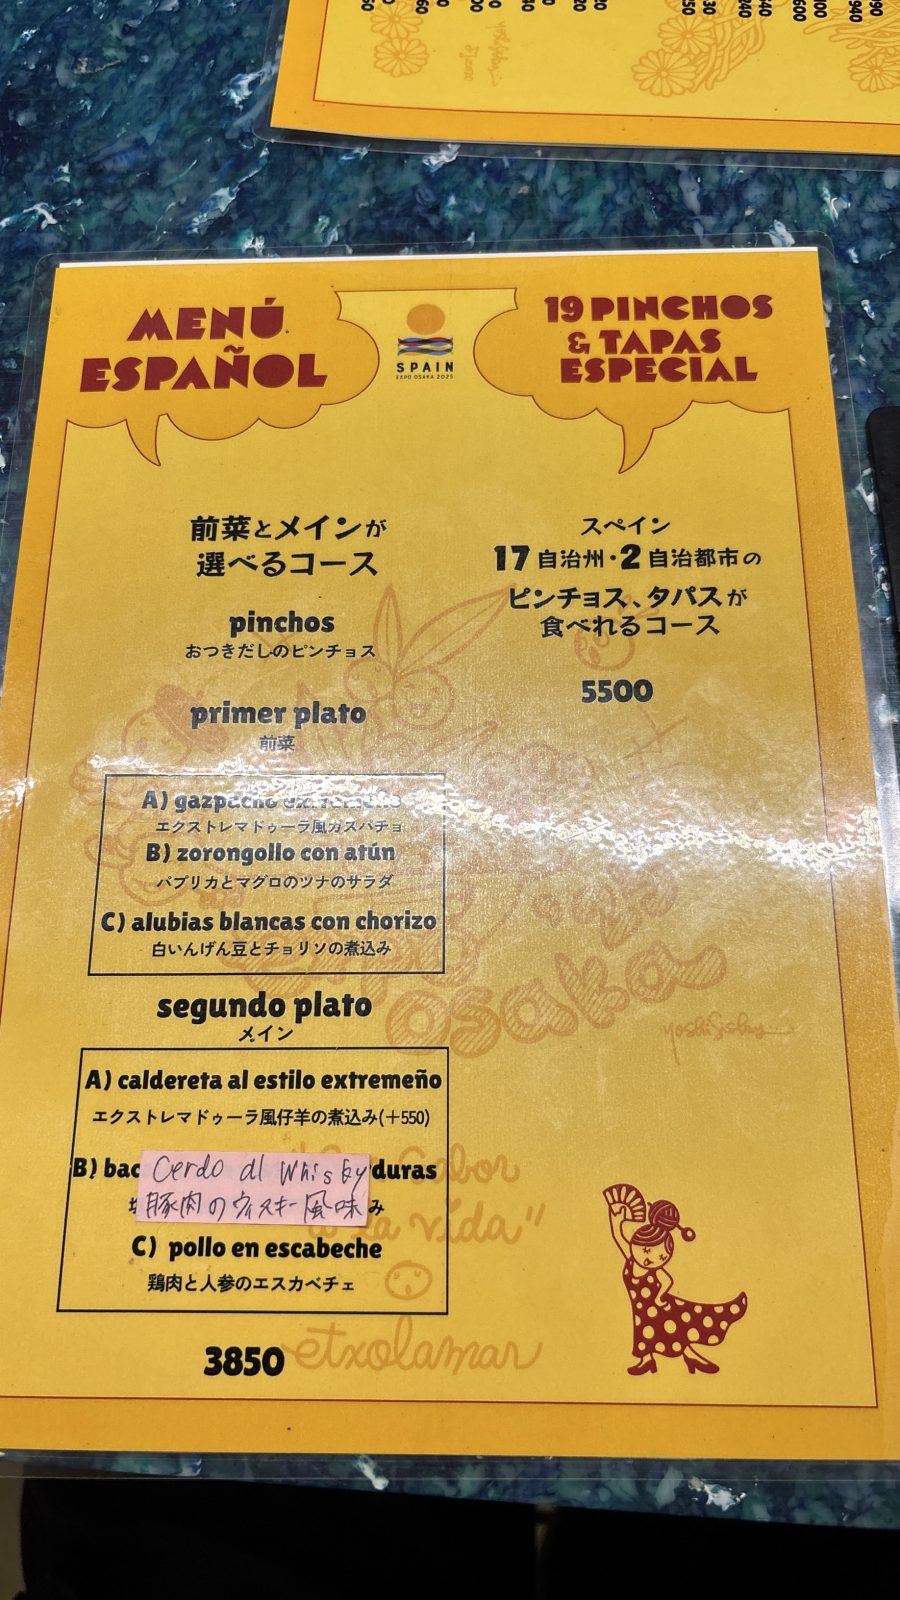 MENÚ
ESPAÑOL
SPAIN
EXPO OSAKA 2025
19 PINCHOS
& TAPAS
ESPECIAL
前菜とメインが
選べるコース
pinchos
おつきだしのピンチョス
primer plato
前菜
A) gazpacho extremeño
エクストレマドゥーラ風ガスパチョ
B) zorongollo con atún
パプリカとマグロのツナのサラダ
C) alubias blancas con chorizo
白いんげん豆とチョリソの煮込み
segundo plato
メイン
A) caldereta al estilo extremeño
エクストレマドゥーラ風仔羊の煮込み(+550)
B) bac
Cerdo al Whisky
duras
豚肉のウィスキー風味
み
C) pollo en escabeche
鶏肉と人参のエスカベチェ
3850
スペイン
17自治州・2自治都市の
ピンチョス、タパスが
食べれるコース
5500
osaka
Sabor
a la vida"
etxolamar